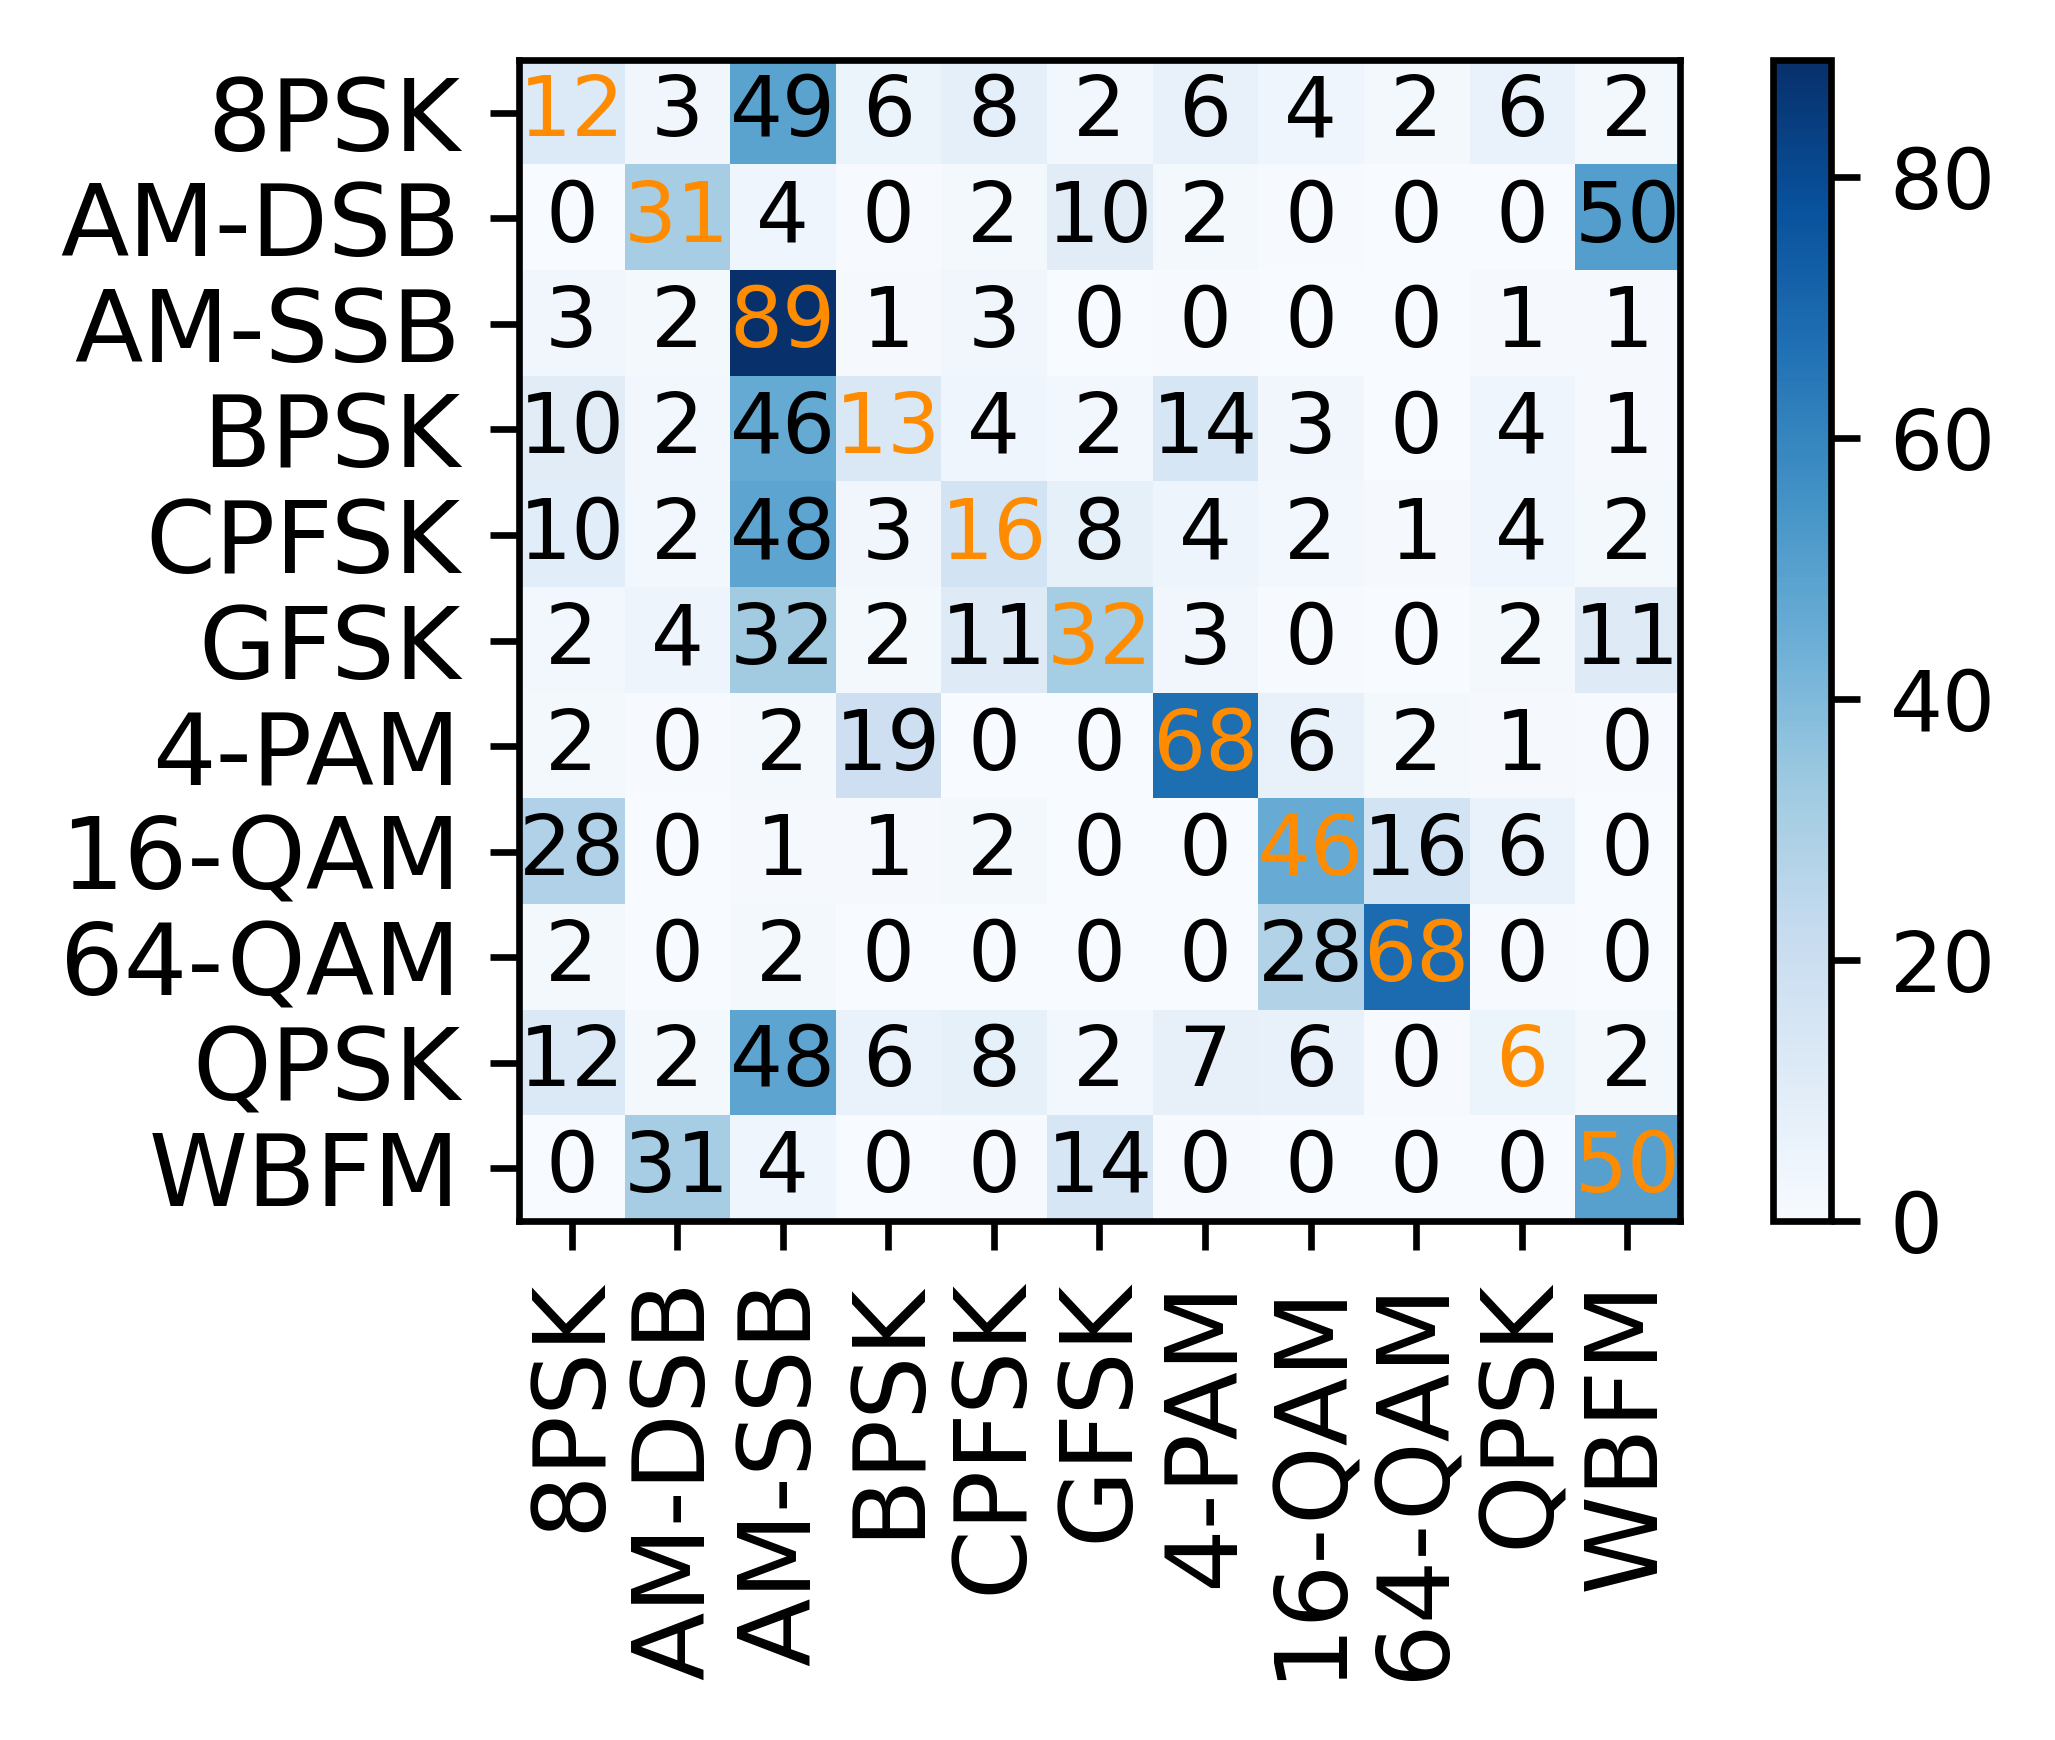 8PSK 12 3 49 6 8 2 6 4 2 6 2
AM-DSB 0 31 4 0 2 10 2 0 0 0 50
AM-SSB 3 2 89 1 3 0 0 0 0 1 1
BPSK 10 2 46 13 4 2 14 3 0 4 1
CPFSK 10 2 48 3 16 8 4 2 1 4 2
GFSK 2 4 32 2 11 32 3 0 0 2 11
4-PAM 2 0 2 19 0 0 68 6 2 1 0
16-QAM 28 0 1 1 2 0 0 46 16 6 0
64-QAM 2 0 2 0 0 0 0 28 68 0 0
QPSK 12 2 48 6 8 2 7 6 0 6 2
WBFM 0 31 4 0 0 14 0 0 0 0 50
8PSK
AM-DSB
AM-SSB
BPSK
CPFSK
GFSK
4-PAM
16-QAM
64-QAM
QPSK
WBFM
80
60
40
20
0